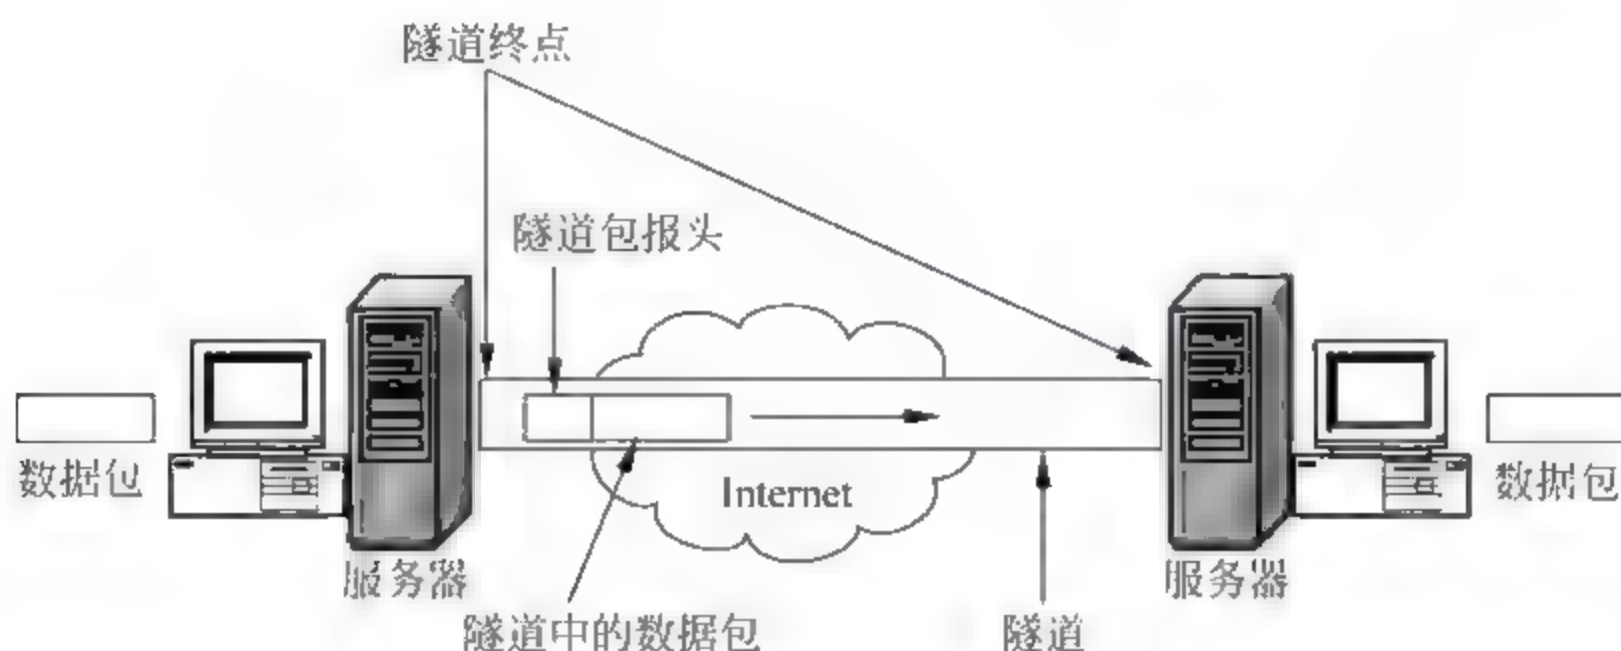 隧道终点
隧道包报头
数据包
Internet
数据包
服务器
服务器
隧道中的数据包
隧道